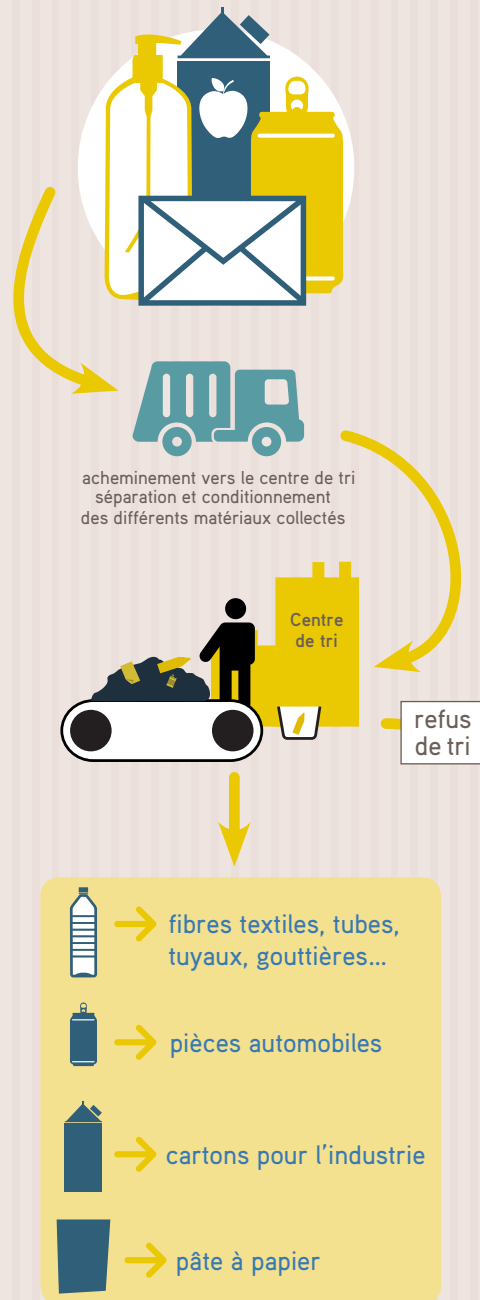 acheminement vers le centre de tri
séparation et conditionnement
des différents matériaux collectés
Centre
de tri
refus
de tri
fibres textiles, tubes,
tuyaux, gouttières...
pièces automobiles
cartons pour l'industrie
pâte à papier